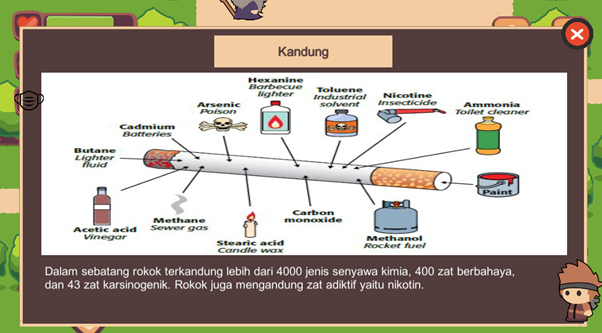 Kandung
Hexanine
Barbecue
lighter
Toluene
Industrial
solvent
Nicotine
Insecticide
Arsenic
Poison
Ammonia
Toilet cleaner
Cadmium
Batteries
Butane
Lighter
fluid
Paint
Acetic acid
Vinegar
Methane
Sewer gas
Stearic acid
Candle wax
Carbon
monoxide
Methanol
Rocket fuel
Dalam sebatang rokok terkandung lebih dari 4000 jenis senyawa kimia, 400 zat berbahaya,
dan 43 zat karsinogenik. Rokok juga mengandung zat adiktif yaitu nikotin.